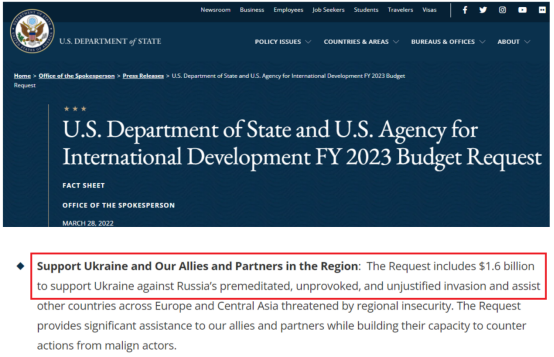 Newsroom Business Employees Job Seekers Students Travelers Visas
U.S. DEPARTMENT of STATE
POLICY ISSUES COUNTRIES & AREAS BUREAUS & OFFICES ABOUT
Home > Office of the Spokesperson > Press Releases > U.S. Department of State and U.S. Agency for International Development FY 2023 Budget
Request
U.S. Department of State and U.S. Agency for
International Development FY 2023 Budget Request
FACT SHEET
OFFICE OF THE SPOKESPERSON
MARCH 28, 2022
Support Ukraine and Our Allies and Partners in the Region: The Request includes $1.6 billion
to support Ukraine against Russia's premeditated, unprovoked, and unjustified invasion and assist
other countries across Europe and Central Asia threatened by regional insecurity. The Request
provides significant assistance to our allies and partners while building their capacity to counter
actions from malign actors.